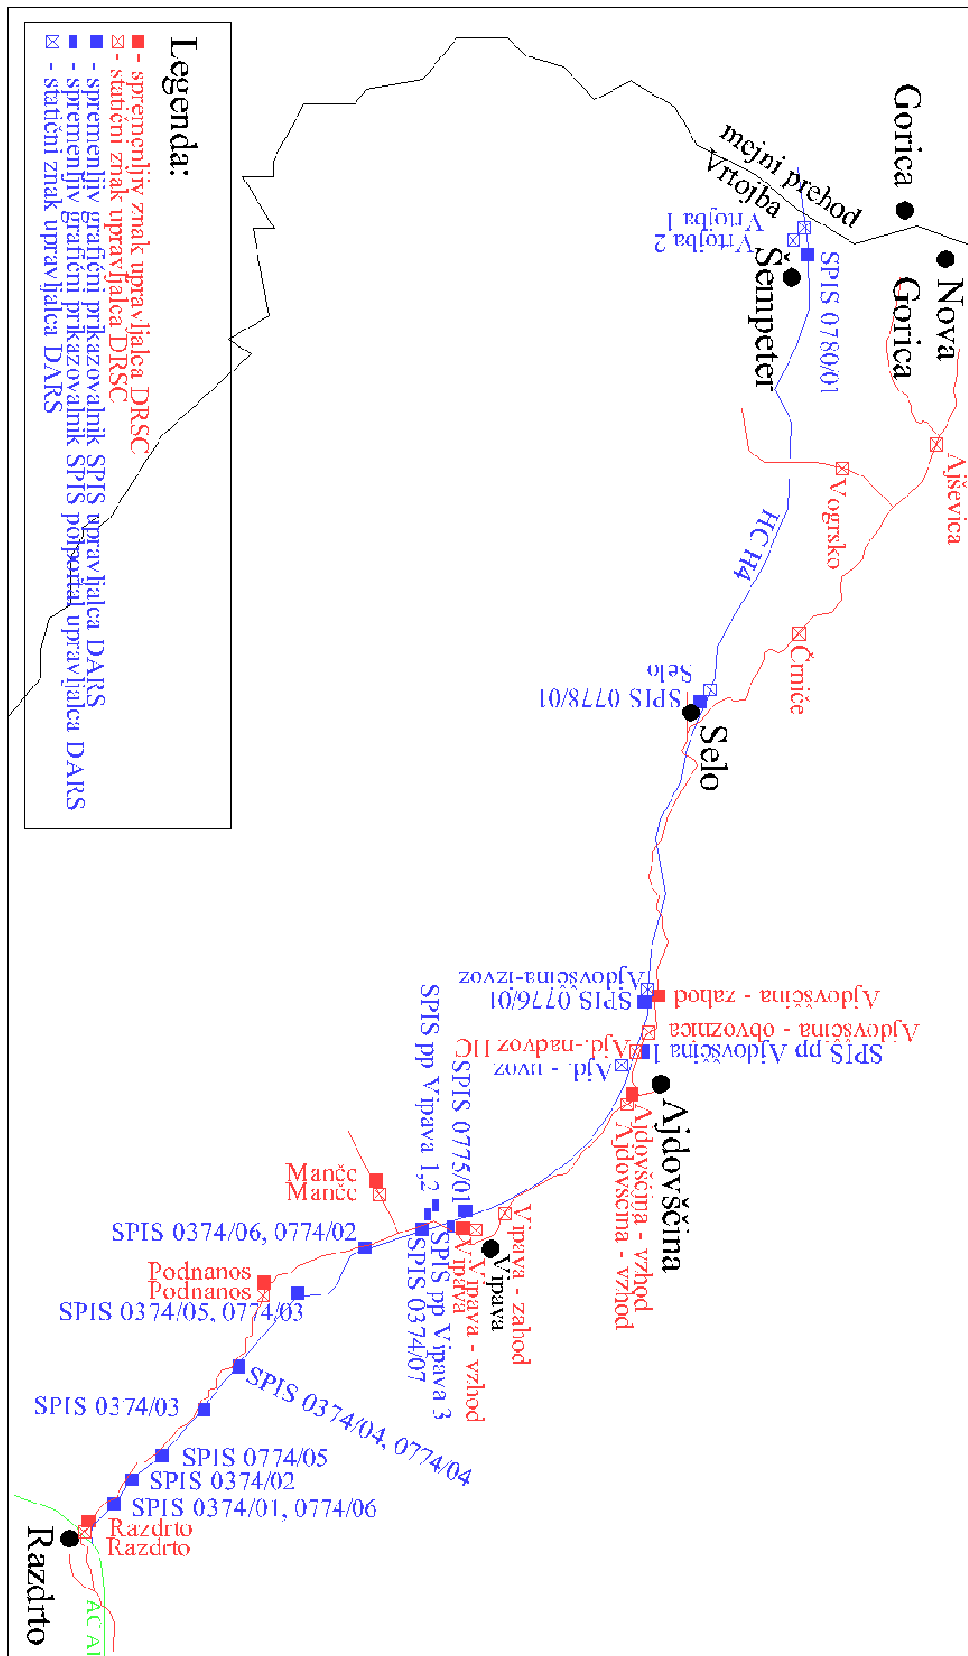 Gorica
Nova
Gorica
mejni prehod
Vrtojba
Vrtojba 1
Vrtojba 2
Šempeter
SPIS 0780/01
Ajševica
Vogrsko
HC H4
Črniče
Selo
SPIS 0778/01
Selo
Ajdovščina-izvoz
SPIS 0776/01
Ajdovščina - zahod
Ajdovščina - obvoznica
SPIS pp Ajdovščina 1
Ajd.-nadvoz HC
Ajd. - uvoz
Ajdovščina
Ajdovščina - vzhod
Ajdovščina - vzhod
SPIS pp Vipava 1,2
SPIS 0775/01
Vipava - zahod
Vipava
Vipava - vzhod
Vipava
SPIS pp Vipava 3
SPIS 0374/07
Manče
Manče
SPIS 0374/06, 0774/02
Podnanos
Podnanos
SPIS 0374/05, 0774/03
SPIS 0374/04, 0774/04
SPIS 0374/03
SPIS 0774/05
SPIS 0374/02
SPIS 0374/01, 0774/06
Razdrto
Razdrto
Razdrto
AC A1
Legenda:
- spremenljiv znak upravljalca DRSC
- statični znak upravljalca DRSC
- spremenljiv grafični prikazovalnik SPIS upravljalca DARS
- spremenljiv grafični prikazovalnik SPIS polportal upravljalca DARS
- statični znak upravljalca DARS